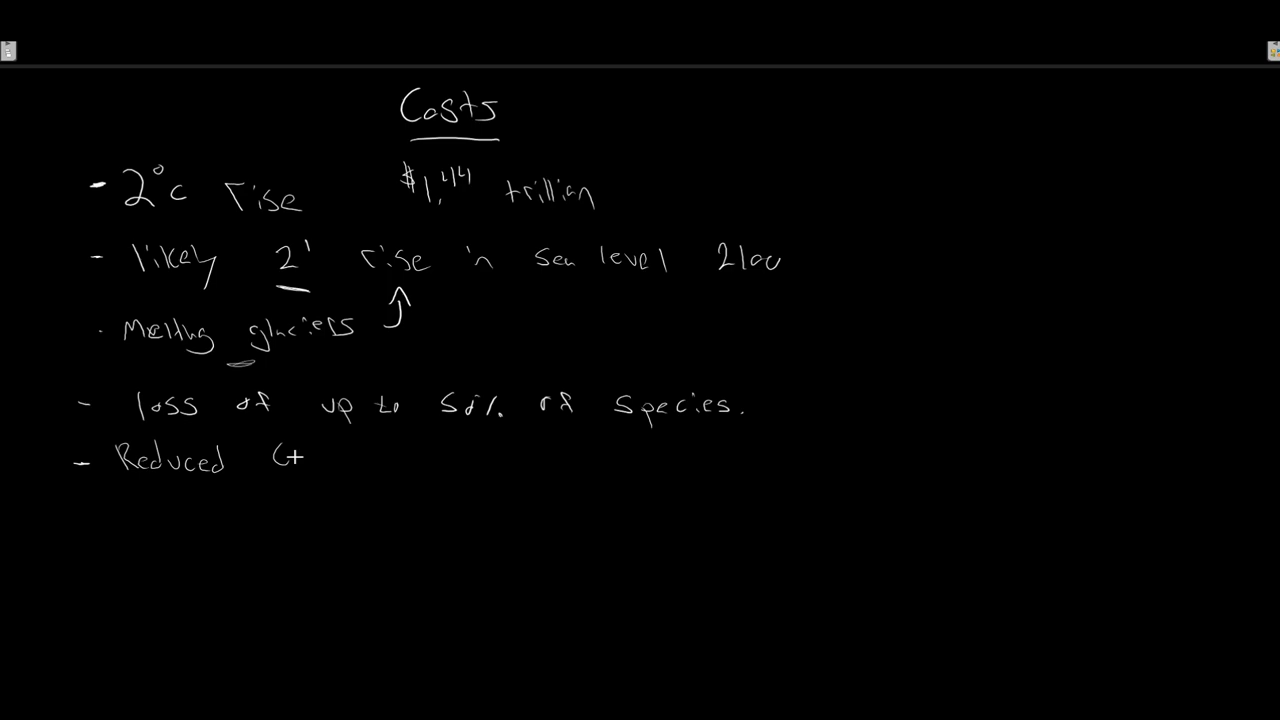 Costs
- 2°c rise $1.44 trillion
- likely 2' rise in sea level 2100
- Melting glaciers
- loss of up to 50% of species.
- Reduced